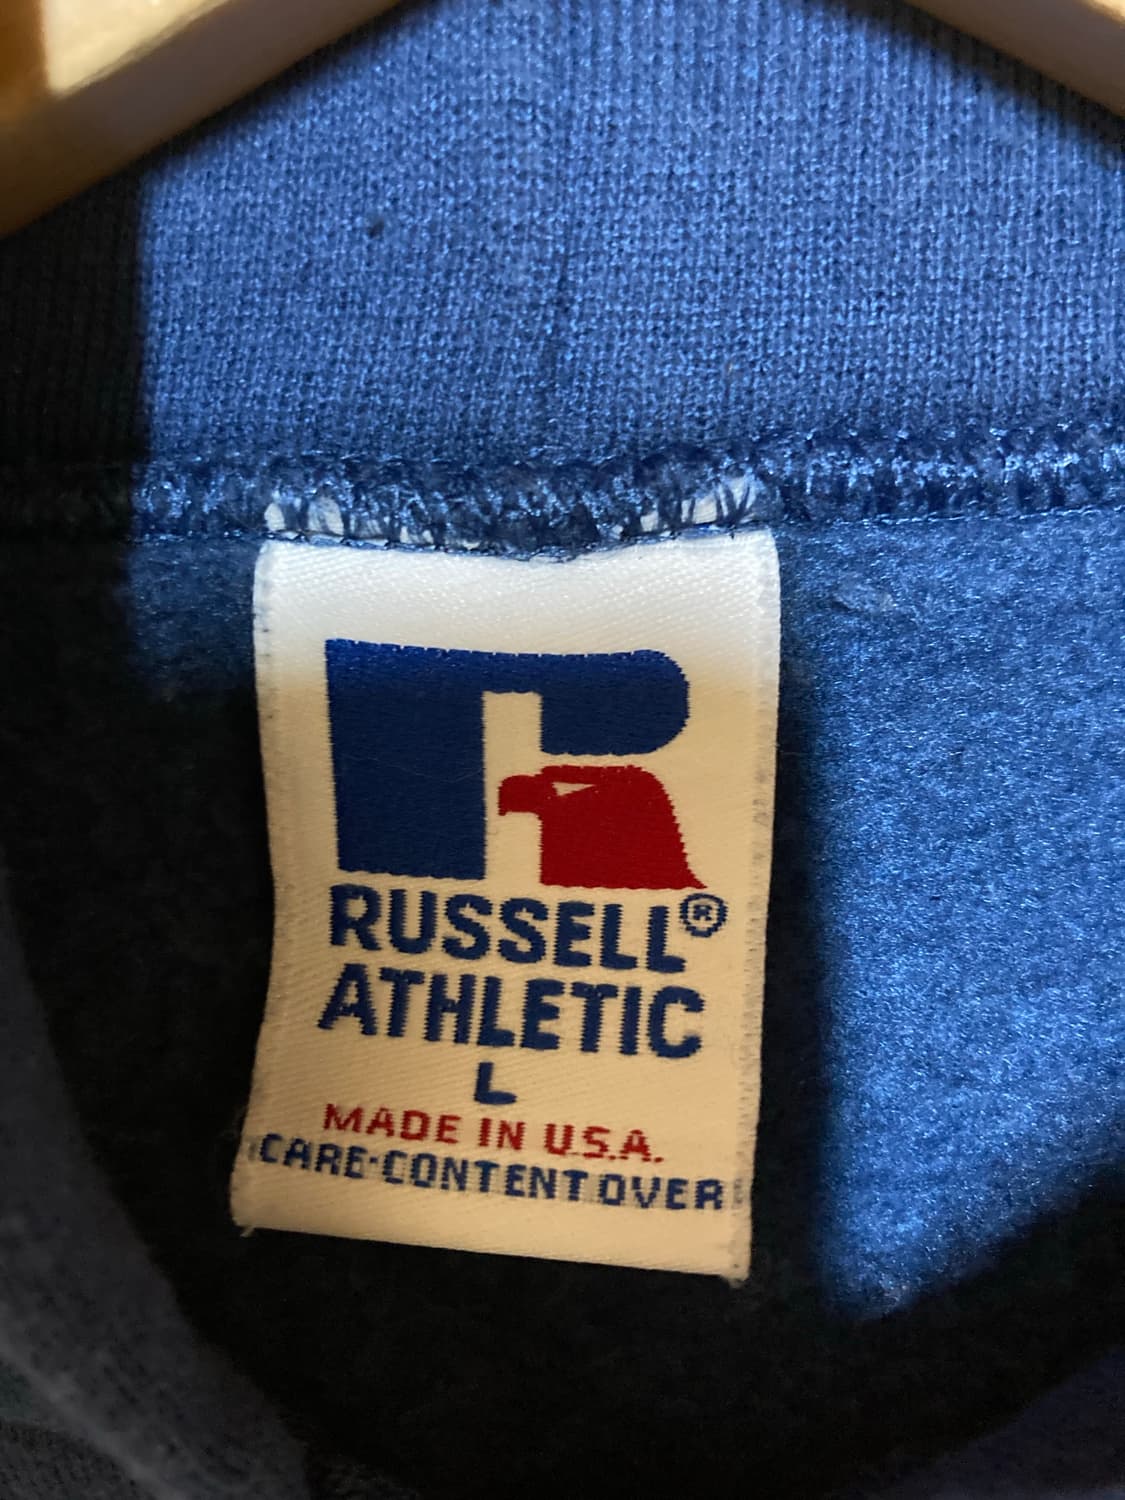 R
RUSSELL®
ATHLETIC
L
MADE IN U.S.A.
CARE·CONTENT OVER